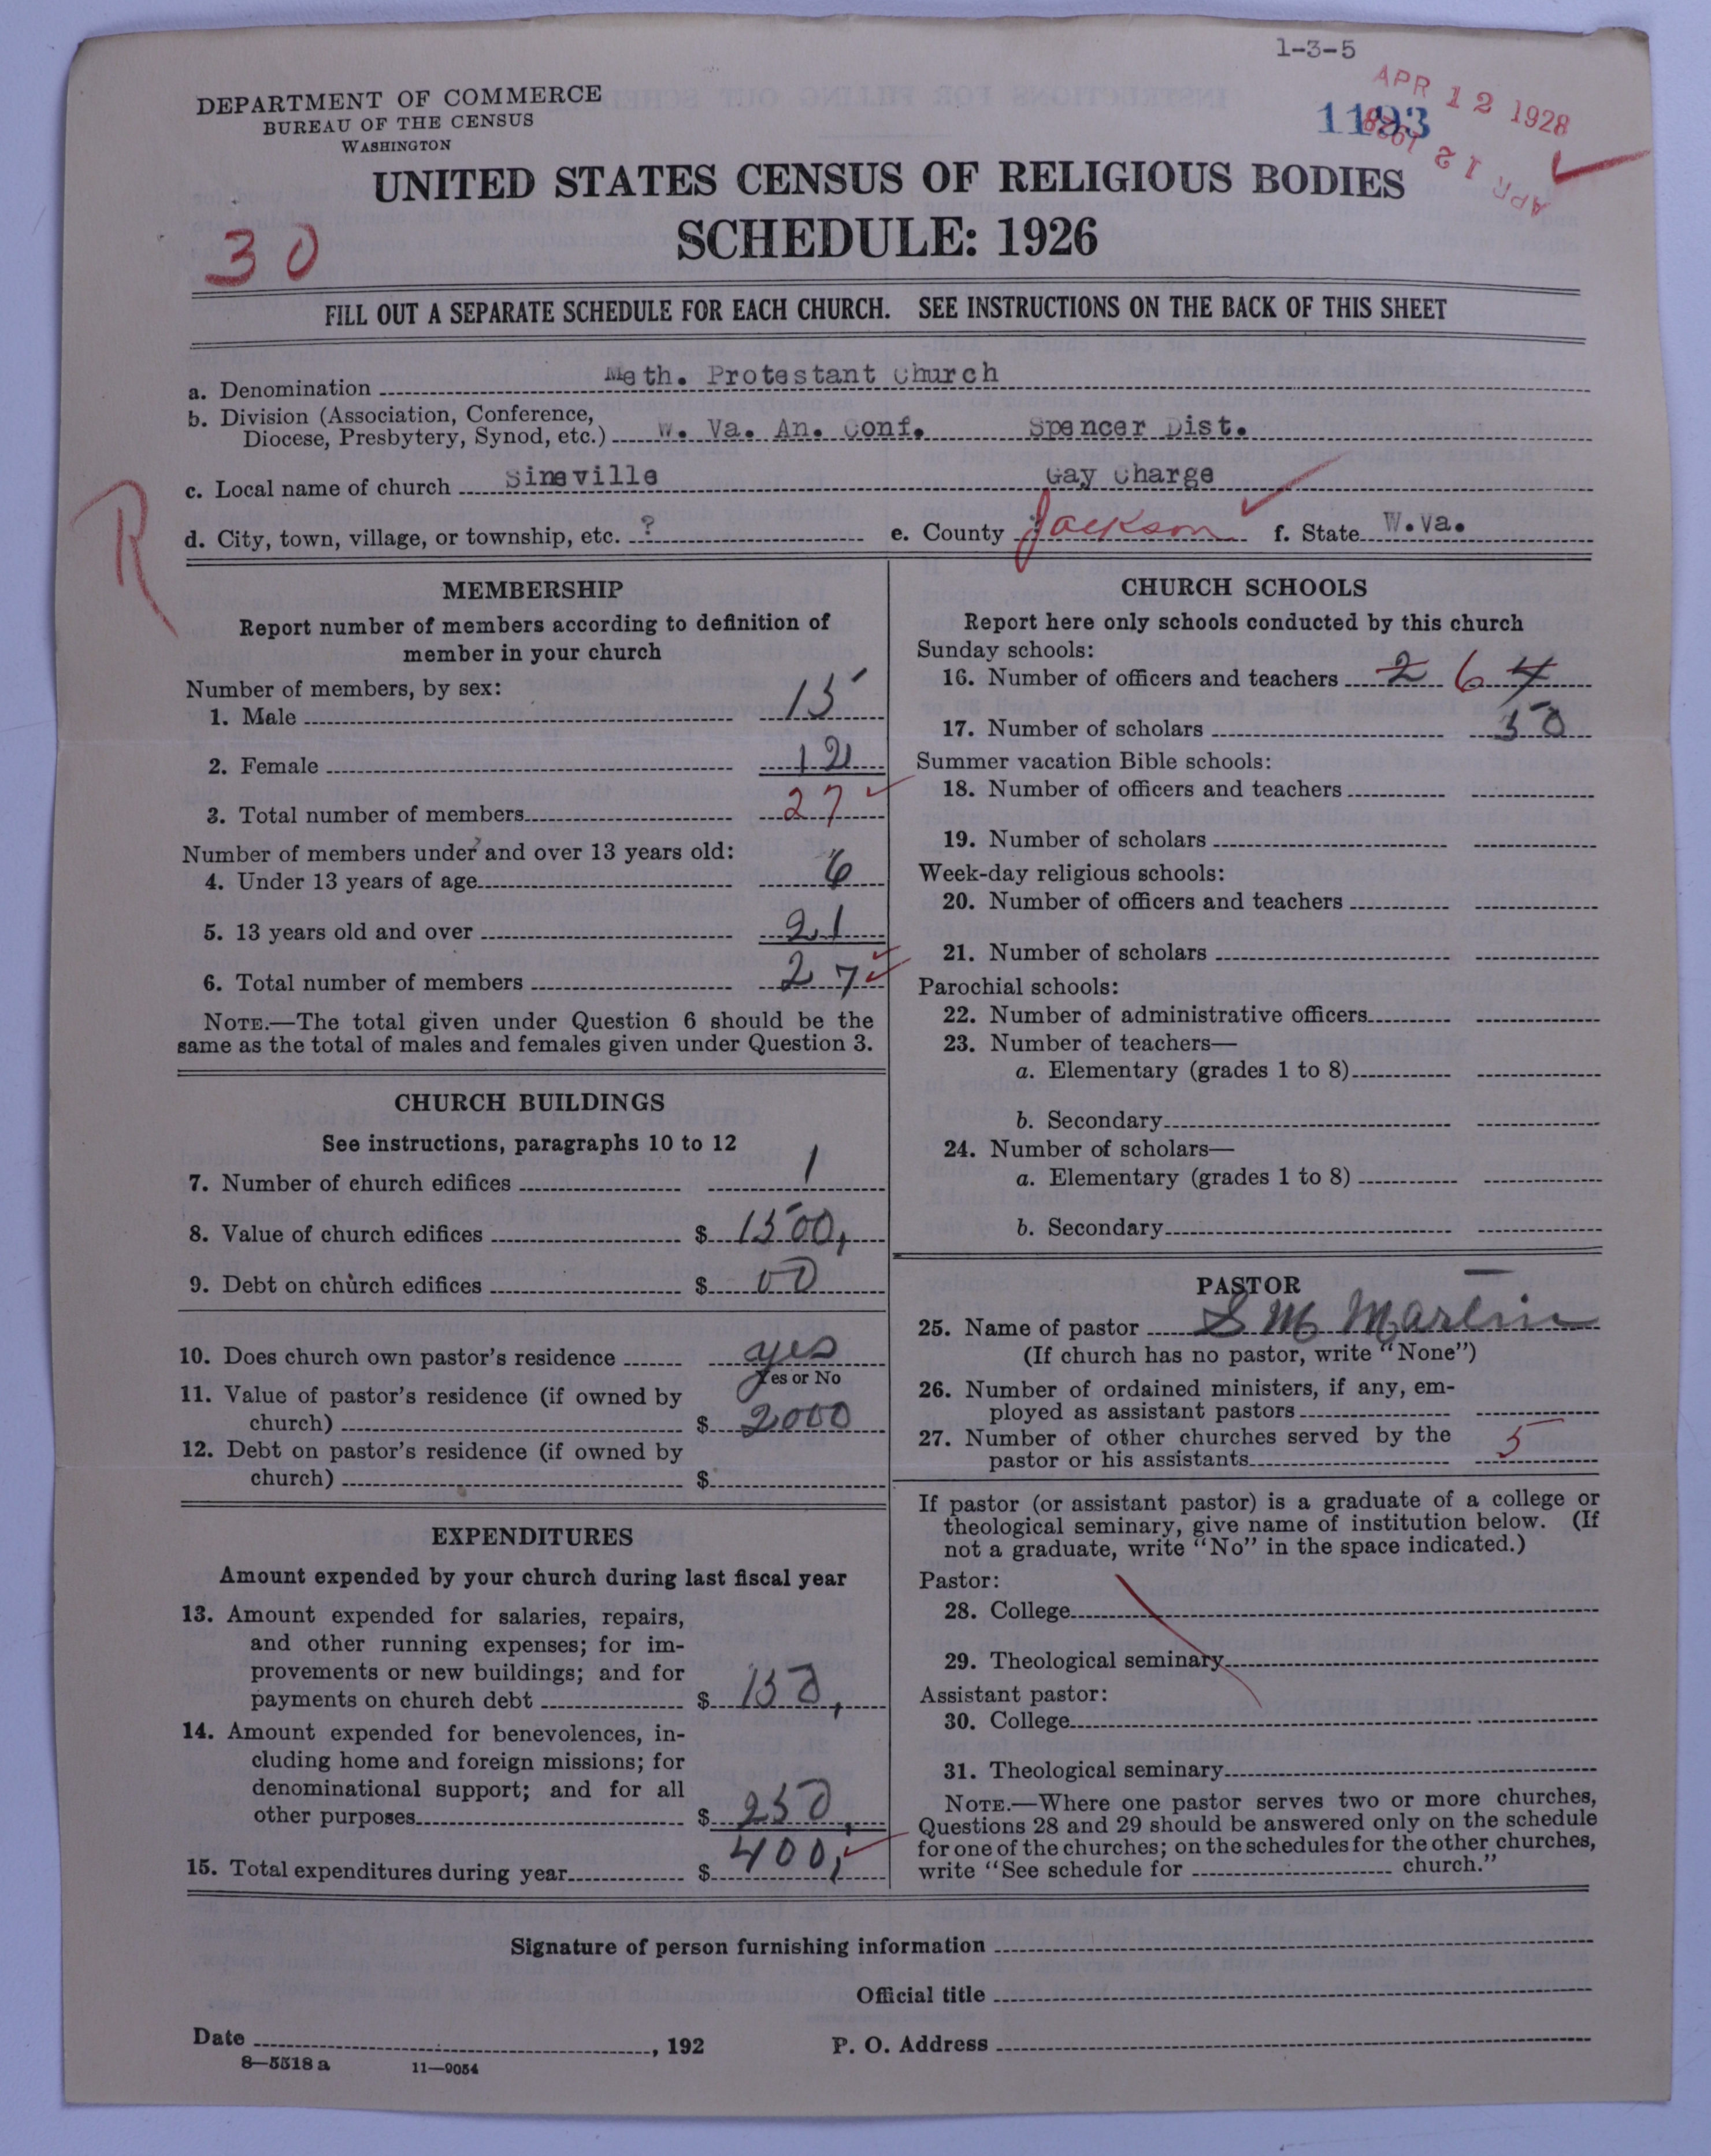 1-3-5
APR 12 1928
1193
APR 12 1928
DEPARTMENT OF COMMERCE
BUREAU OF THE CENSUS
WASHINGTON
UNITED STATES CENSUS OF RELIGIOUS BODIES
SCHEDULE: 1926
30
FILL OUT A SEPARATE SCHEDULE FOR EACH CHURCH. SEE INSTRUCTIONS ON THE BACK OF THIS SHEET
a. Denomination Meth. Protestant Church
b. Division (Association, Conference,
Diocese, Presbytery, Synod, etc.) W. Va. An. Conf. Spencer Dist.
c. Local name of church Sineville Gay Charge
R
d. City, town, village, or township, etc. ? e. County Jackson f. State W.Va.
MEMBERSHIP
Report number of members according to definition of
member in your church
Number of members, by sex:
1. Male 15
2. Female 12
3. Total number of members 27
Number of members under and over 13 years old:
4. Under 13 years of age 6
5. 13 years old and over 21
6. Total number of members 27
NOTE.—The total given under Question 6 should be the
same as the total of males and females given under Question 3.
CHURCH BUILDINGS
See instructions, paragraphs 10 to 12
7. Number of church edifices 1
8. Value of church edifices $ 1500,
9. Debt on church edifices $ 00
10. Does church own pastor's residence yes
Yes or No
11. Value of pastor's residence (if owned by
church) $ 2000
12. Debt on pastor's residence (if owned by
church) $
EXPENDITURES
Amount expended by your church during last fiscal year
13. Amount expended for salaries, repairs,
and other running expenses; for im-
provements or new buildings; and for
payments on church debt $ 150,
14. Amount expended for benevolences, in-
cluding home and foreign missions; for
denominational support; and for all
other purposes $ 250,
15. Total expenditures during year $ 400,
CHURCH SCHOOLS
Report here only schools conducted by this church
Sunday schools:
16. Number of officers and teachers 2 6 4
17. Number of scholars 30
Summer vacation Bible schools:
18. Number of officers and teachers
19. Number of scholars
Week-day religious schools:
20. Number of officers and teachers
21. Number of scholars
Parochial schools:
22. Number of administrative officers
23. Number of teachers—
a. Elementary (grades 1 to 8)
b. Secondary
24. Number of scholars—
a. Elementary (grades 1 to 8)
b. Secondary
PASTOR
25. Name of pastor S M Martin
(If church has no pastor, write "None")
26. Number of ordained ministers, if any, em-
ployed as assistant pastors
27. Number of other churches served by the
pastor or his assistants 5
If pastor (or assistant pastor) is a graduate of a college or
theological seminary, give name of institution below. (If
not a graduate, write "No" in the space indicated.)
Pastor:
28. College
29. Theological seminary
Assistant pastor:
30. College
31. Theological seminary
NOTE.—Where one pastor serves two or more churches,
Questions 28 and 29 should be answered only on the schedule
for one of the churches; on the schedules for the other churches,
write "See schedule for church."
Signature of person furnishing information
Official title
Date , 192 P. O. Address
8—5518 a 11—9054